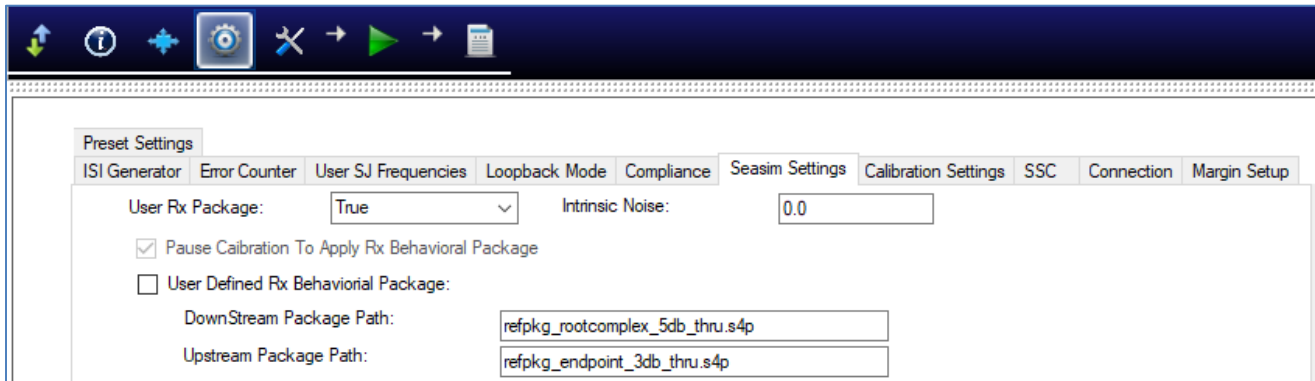 Preset Settings
ISI Generator Error Counter User SJ Frequencies Loopback Mode Compliance Seasim Settings Calibration Settings SSC Connection Margin Setup
User Rx Package: True Intrinsic Noise: 0.0
Pause Caibration To Apply Rx Behavioral Package
User Defined Rx Behaviorial Package:
DownStream Package Path: refpkg_rootcomplex_5db_thru.s4p
Upstream Package Path: refpkg_endpoint_3db_thru.s4p